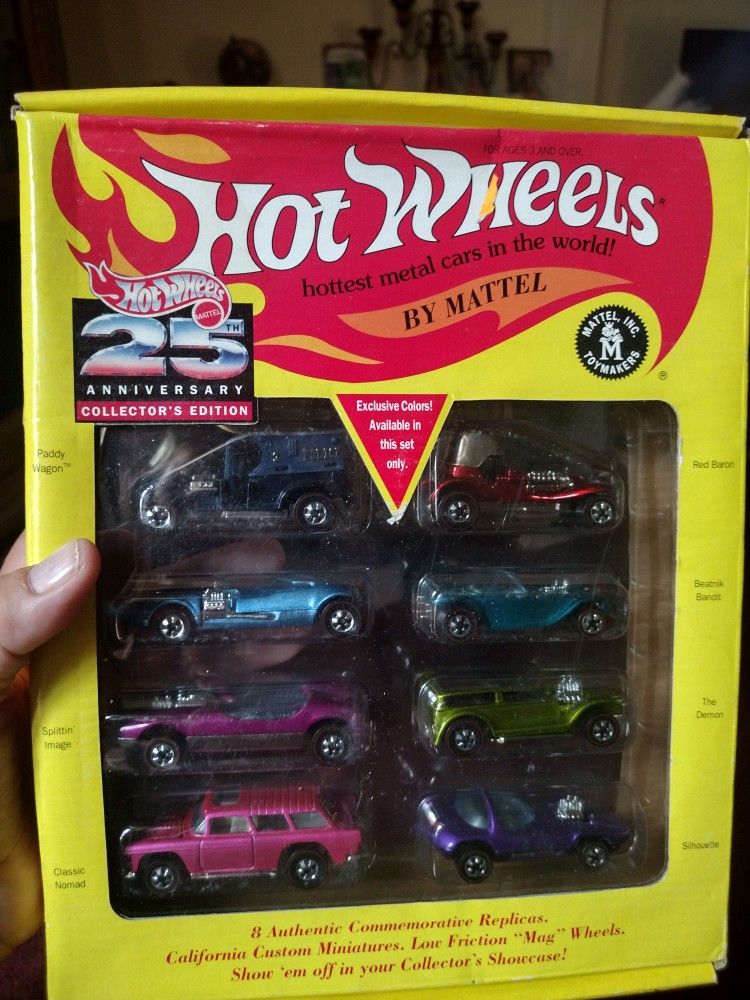 FOR AGES 3 AND OVER.
HOT WHEELS®
hottest metal cars in the world!
BY MATTEL
HOT WHEELS
MATTEL
25TH
ANNIVERSARY
COLLECTOR'S EDITION
MATTEL, INC.
M
TOYMAKERS
®
Exclusive Colors!
Available in
this set
only.
Paddy
Wagon™
Red Baron
Beatnik
Bandit
Splittin'
Image
The
Demon
Classic
Nomad
Silhouette
8 Authentic Commemorative Replicas.
California Custom Miniatures. Low Friction "Mag" Wheels.
Show 'em off in your Collector's Showcase!